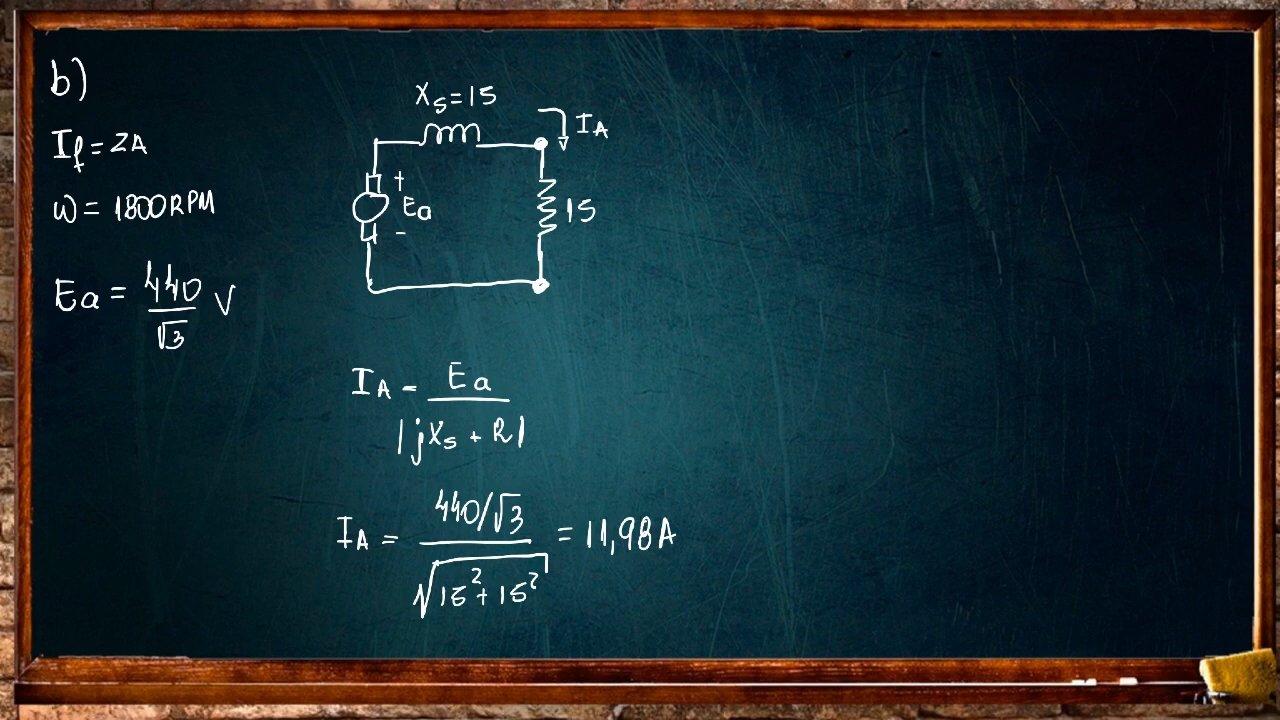 b)
If = 2A
ω = 1800RPM
Ea = 440/√3 V
Xs=15
IA
+
Ea
-
15
IA = Ea / |jXs + R|
IA = 440/√3 / √15²+15² = 11,98A